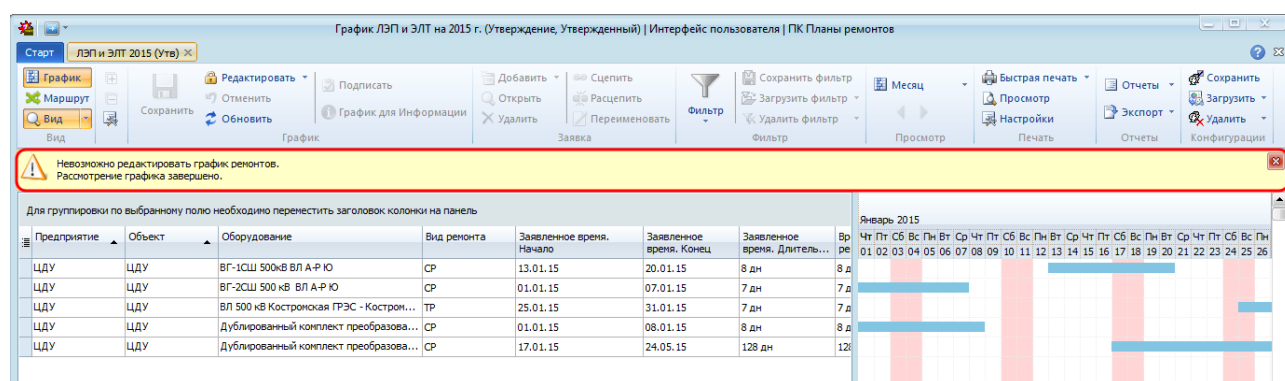 График ЛЭП и ЭЛТ на 2015 г. (Утверждение, Утвержденный) | Интерфейс пользователя | ПК Планы ремонтов
Старт ЛЭП и ЭЛТ 2015 (Утв)
График Редактировать Подписать Добавить Сцепить Сохранить фильтр Месяц Быстрая печать Отчеты Сохранить
Маршрут Сохранить Отменить График для Информации Открыть Расцепить Фильтр Загрузить фильтр Просмотр Экспорт Загрузить
Вид Обновить Удалить Переименовать Удалить фильтр Настройки Удалить
Вид График Заявка Фильтр Просмотр Печать Отчеты Конфигурации
Невозможно редактировать график ремонтов.
Рассмотрение графика завершено.
Для группировки по выбранному полю необходимо переместить заголовок колонки на панель
Январь 2015
Предприятие Объект Оборудование Вид ремонта Заявленное время. Заявленное Заявленное Вр Чт Пт Сб Вс Пн Вт Ср Чт Пт Сб Вс Пн Вт Ср Чт Пт Сб Вс Пн Вт Ср Чт Пт Сб Вс Пн
Начало время. Конец время. Длитель... ре 01 02 03 04 05 06 07 08 09 10 11 12 13 14 15 16 17 18 19 20 21 22 23 24 25 26
ЦДУ ЦДУ ВГ-1СШ 500кВ ВЛ А-Р Ю СР 13.01.15 20.01.15 8 дн 8 д
ЦДУ ЦДУ ВГ-2СШ 500 кВ ВЛ А-Р Ю СР 01.01.15 07.01.15 7 дн 7 д
ЦДУ ЦДУ ВЛ 500 кВ Костромская ГРЭС - Костром... ТР 25.01.15 31.01.15 7 дн 7 д
ЦДУ ЦДУ Дублированный комплект преобразова... СР 01.01.15 08.01.15 8 дн 8 д
ЦДУ ЦДУ Дублированный комплект преобразова... СР 17.01.15 24.05.15 128 дн 128